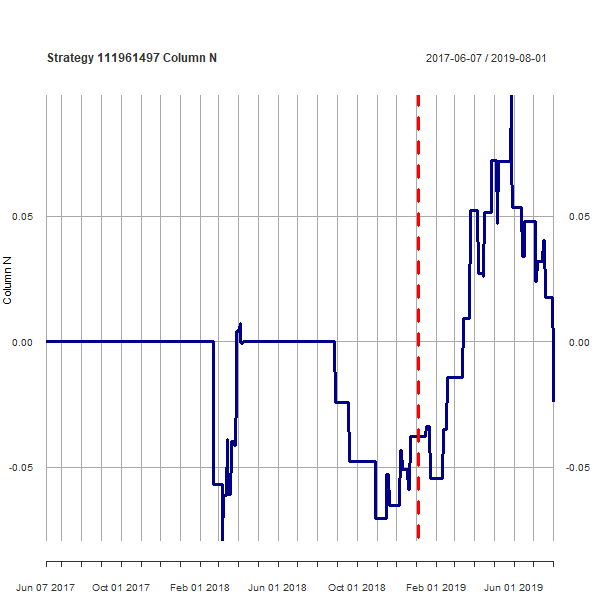 Strategy 111961497 Column N
2017-06-07 / 2019-08-01
Column N
0.05
0.05
0.00
0.00
-0.05
-0.05
Jun 07 2017
Oct 01 2017
Feb 01 2018
Jun 01 2018
Oct 01 2018
Feb 01 2019
Jun 01 2019